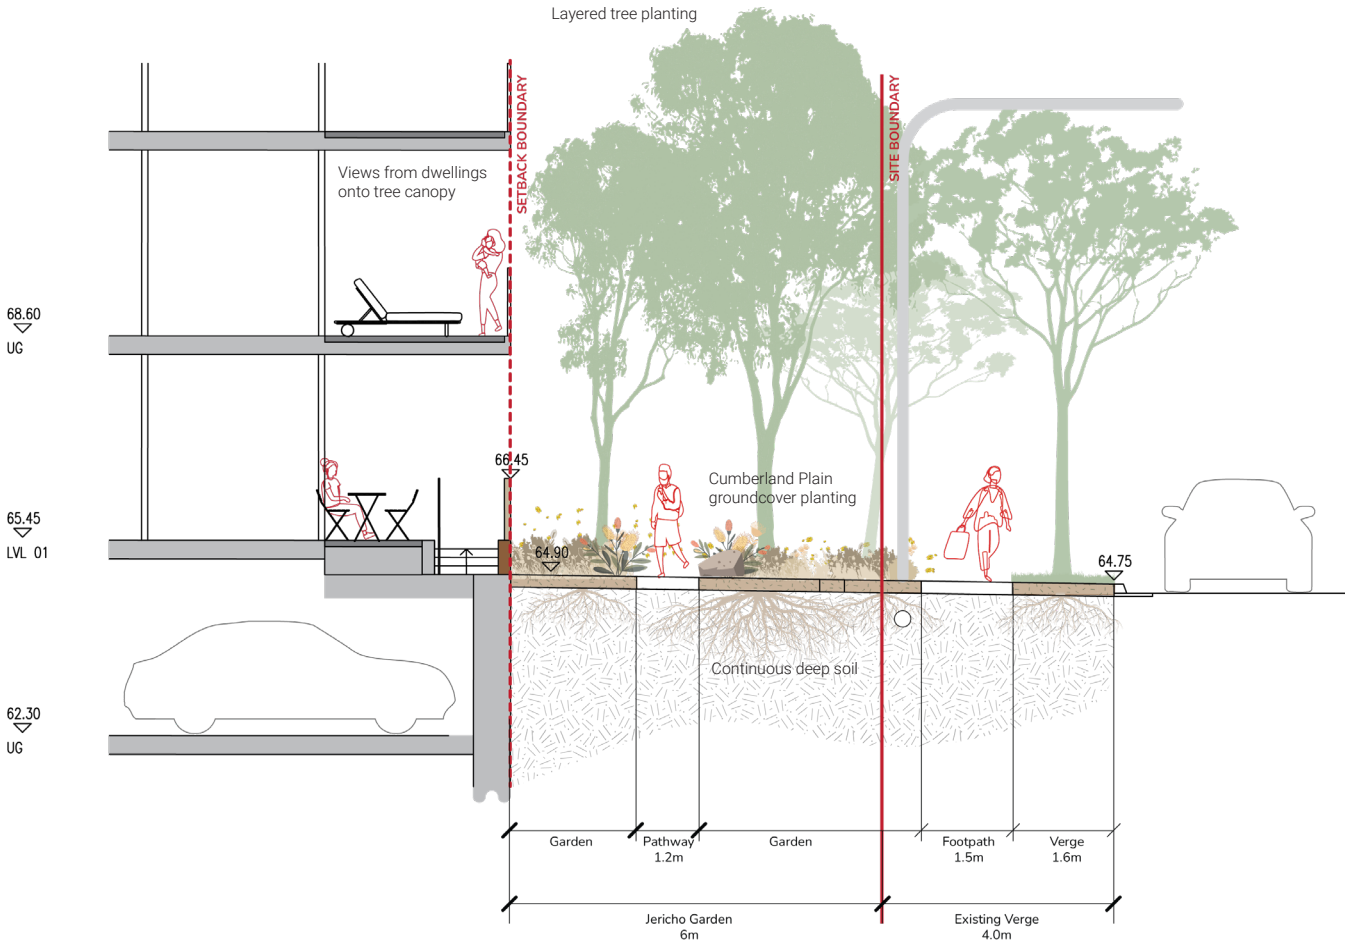 Layered tree planting
SETBACK BOUNDARY
SITE BOUNDARY
Views from dwellings
onto tree canopy
68.60
UG
66.45
Cumberland Plain
groundcover planting
65.45
LVL 01
64.90
64.75
Continuous deep soil
62.30
UG
Garden
Pathway
1.2m
Garden
Footpath
1.5m
Verge
1.6m
Jericho Garden
6m
Existing Verge
4.0m